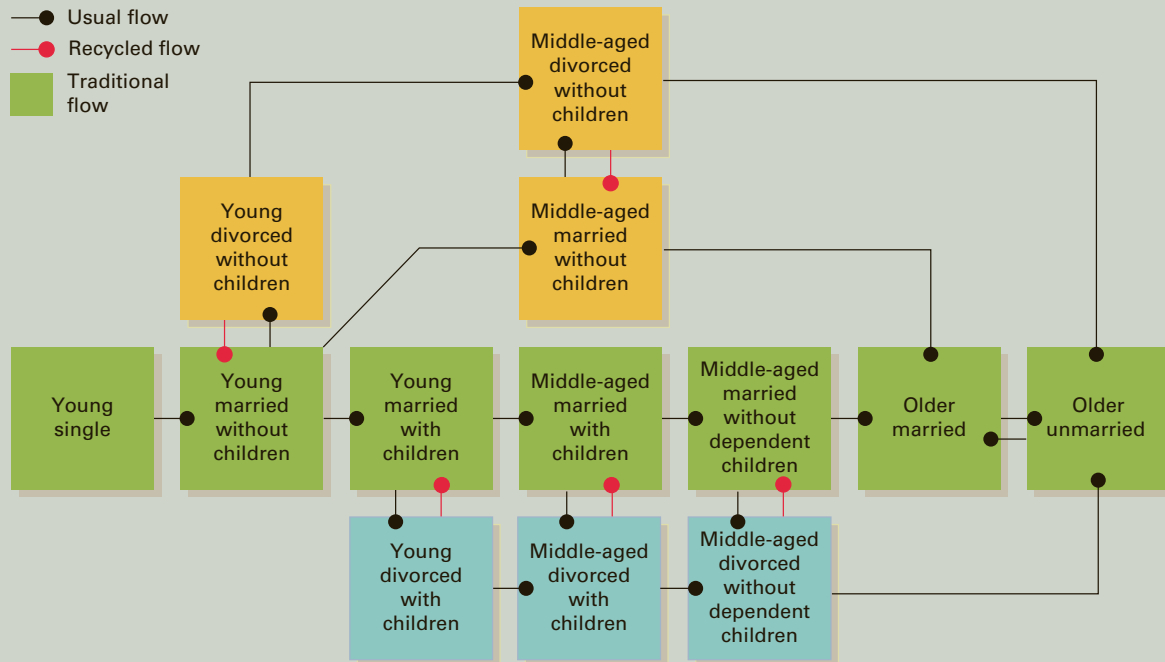 Usual flow
Recycled flow
Traditional
flow
Middle-aged
divorced
without
children
Young
divorced
without
children
Middle-aged
married
without
children
Young
single
Young
married
without
children
Young
married
with
children
Middle-aged
married
with
children
Middle-aged
married
without
dependent
children
Older
married
Older
unmarried
Young
divorced
with
children
Middle-aged
divorced
with
children
Middle-aged
divorced
without
dependent
children